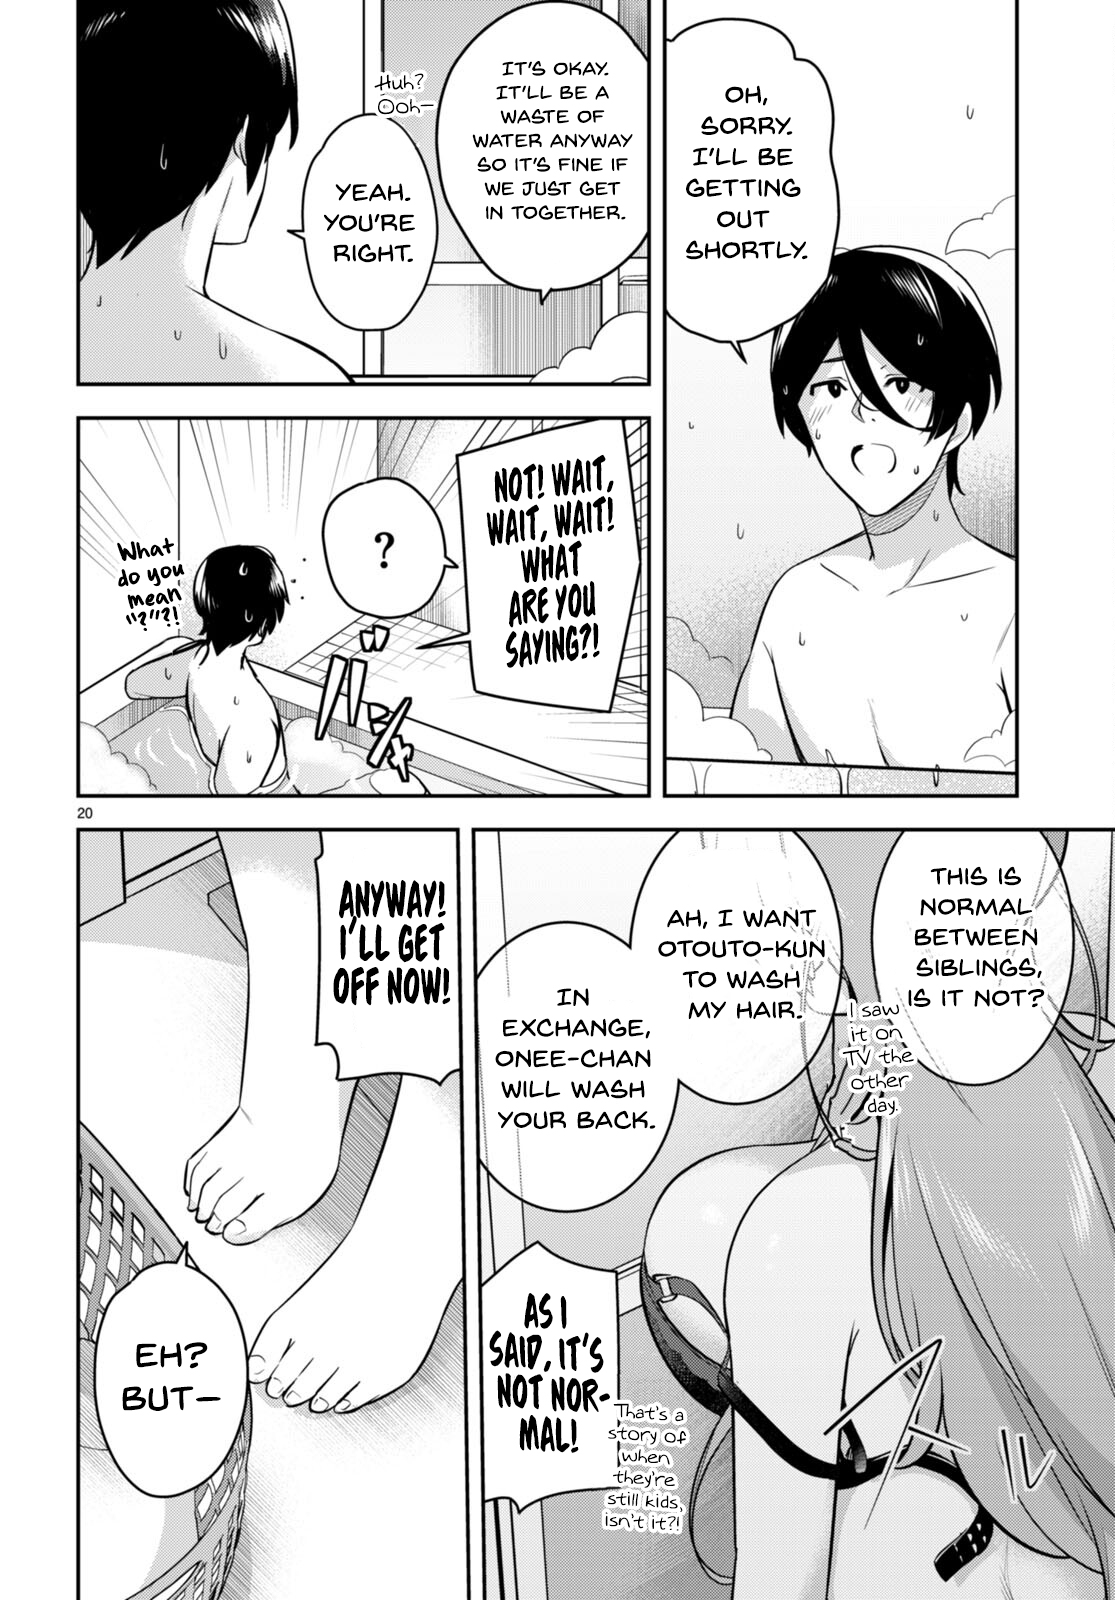 OH,
SORRY.
I'LL BE
GETTING
OUT
SHORTLY.
IT'S OKAY.
IT'LL BE A
WASTE OF
WATER ANYWAY
SO IT'S FINE IF
WE JUST GET
IN TOGETHER.
Huh?
Ooh-
YEAH.
YOU'RE
RIGHT.
NOT! WAIT,
WAIT, WAIT!
WHAT
ARE YOU
SAYING?!
?
What
do you
mean
"?"?!
20
THIS IS
NORMAL
BETWEEN
SIBLINGS,
IS IT NOT?
I saw
it on
TV the
other
day.
AH, I WANT
OTOUTO-KUN
TO WASH
MY HAIR.
IN
EXCHANGE,
ONEE-CHAN
WILL WASH
YOUR BACK.
AS I
SAID, IT'S
NOT NOR-
MAL!
That's a
story of
when
they're
still kids,
isn't it?!
シュル
ANYWAY!
I'LL GET
OFF NOW!
EH?
BUT—